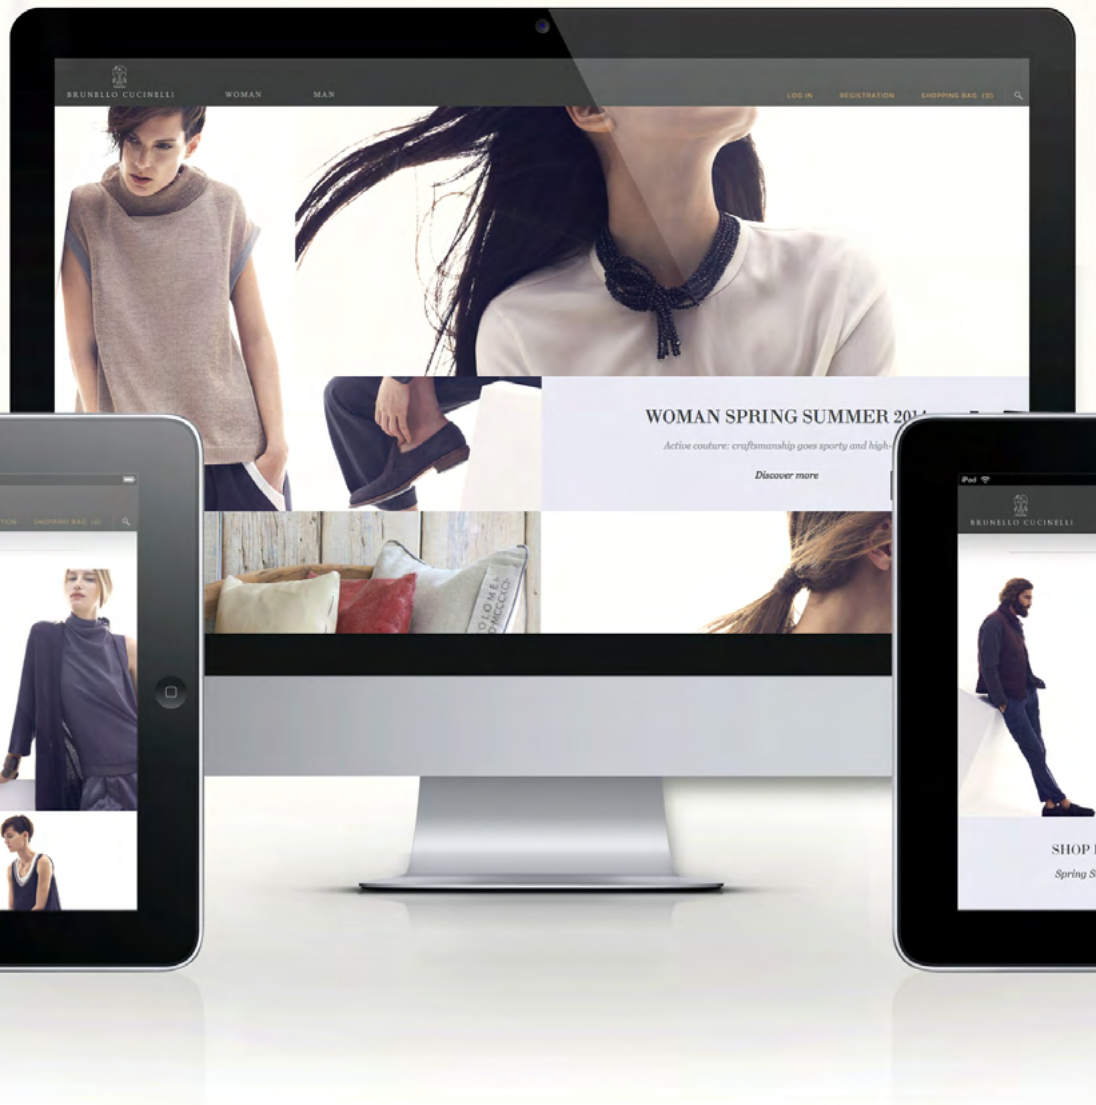 BRUNELLO CUCINELLI
WOMAN
MAN
LOG IN
REGISTRATION
SHOPPING BAG (0)
WOMAN SPRING SUMMER 2014
Active couture: craftsmanship goes sporty and high-
Discover more
SHOPPING BAG (0)
iPad
BRUNELLO CUCINELLI
SHOP
Spring